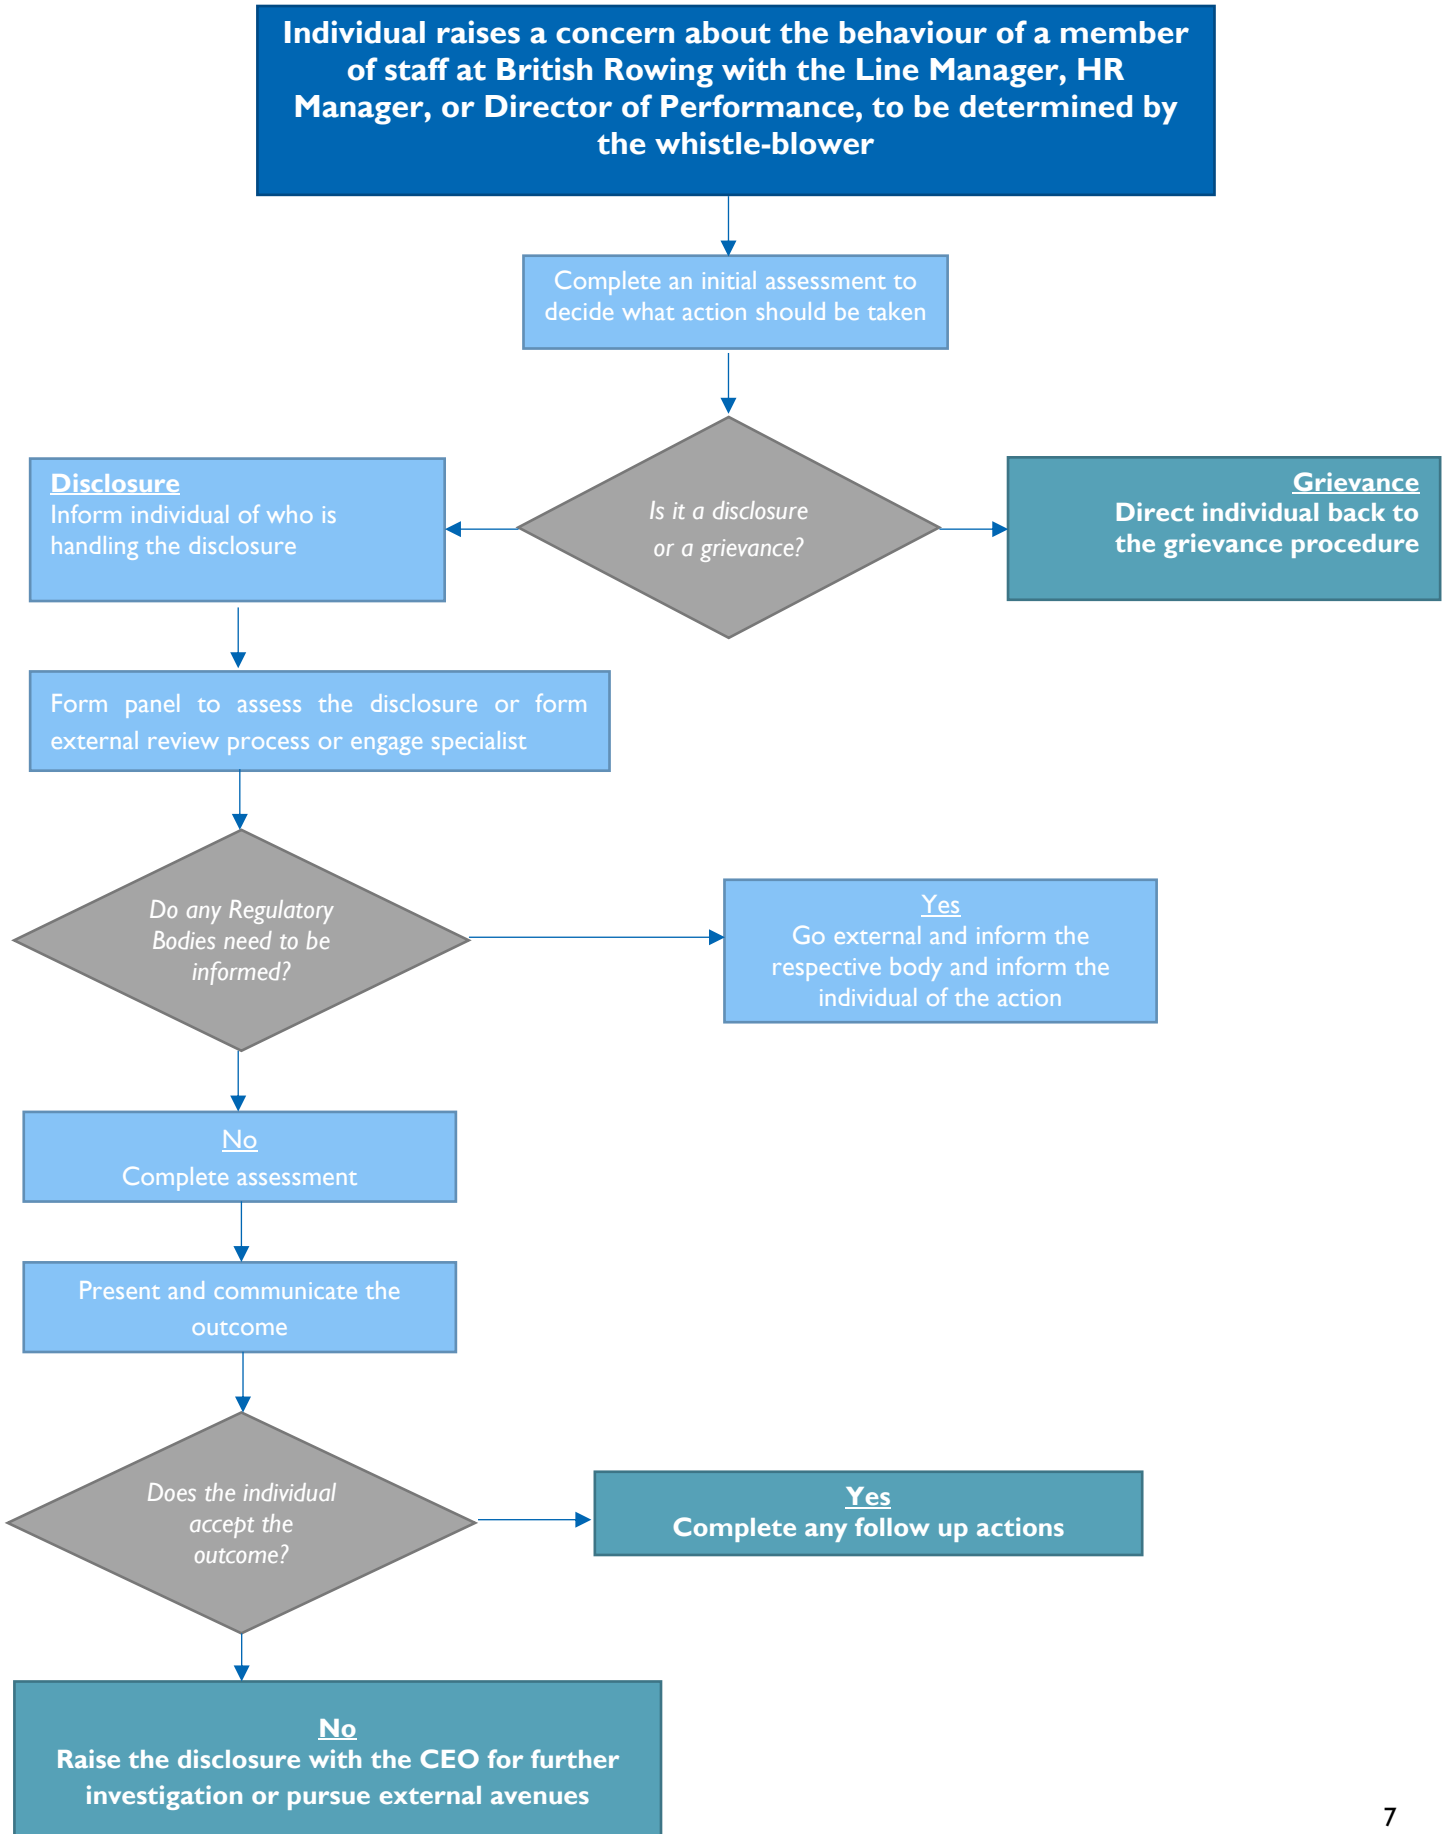 Individual raises a concern about the behaviour of a member
of staff at British Rowing with the Line Manager, HR
Manager, or Director of Performance, to be determined by
the whistle-blower
Complete an initial assessment to
decide what action should be taken
Disclosure
Inform individual of who is
handling the disclosure
Is it a disclosure
or a grievance?
Grievance
Direct individual back to
the grievance procedure
Form panel to assess the disclosure or form
external review process or engage specialist
Do any Regulatory
Bodies need to be
informed?
Yes
Go external and inform the
respective body and inform the
individual of the action
No
Complete assessment
Present and communicate the
outcome
Does the individual
accept the
outcome?
Yes
Complete any follow up actions
No
Raise the disclosure with the CEO for further
investigation or pursue external avenues
7